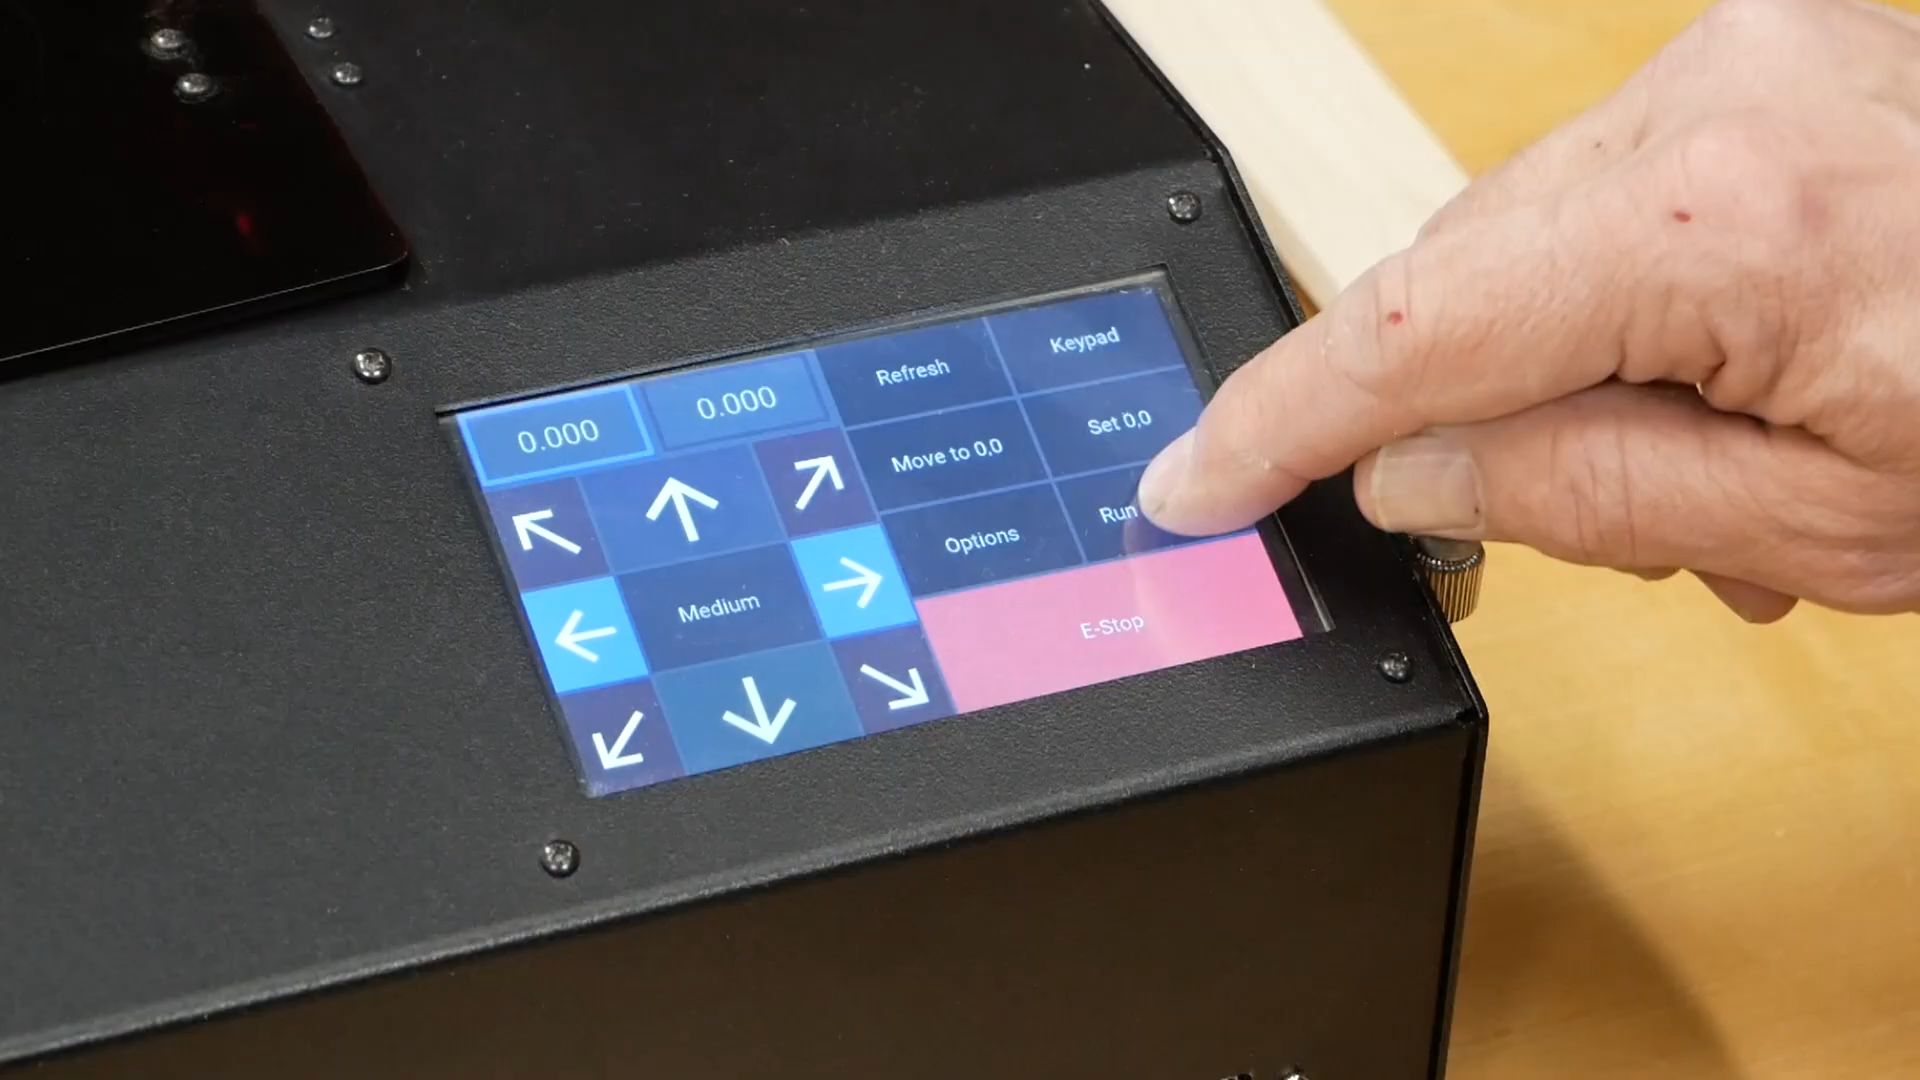 0.000 0.000 Refresh Keypad
Move to 0,0 Set 0,0
Options Run
Medium E-Stop